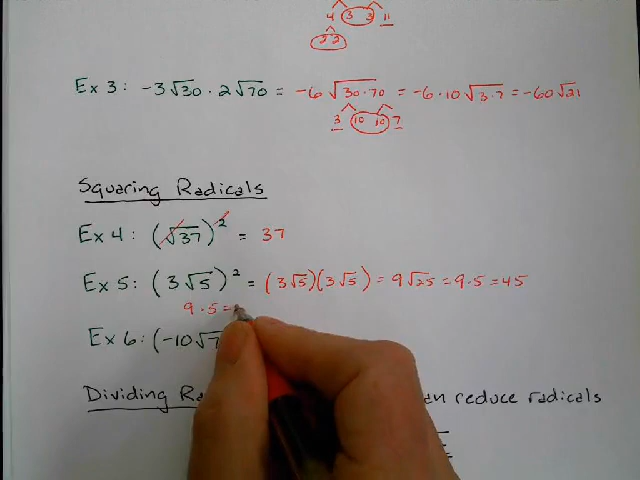 4 3 3 11
2 2
Ex 3: -3√30 · 2√70 = -6√30·70 = -6·10√3·7 = -60√21
3 10 10 7
Squaring Radicals
Ex 4: (√37)² = 37
Ex 5: (3√5)² = (3√5)(3√5) = 9√25 = 9·5 = 45
9·5=
Ex 6: (-10√7
Dividing Ra an reduce radicals